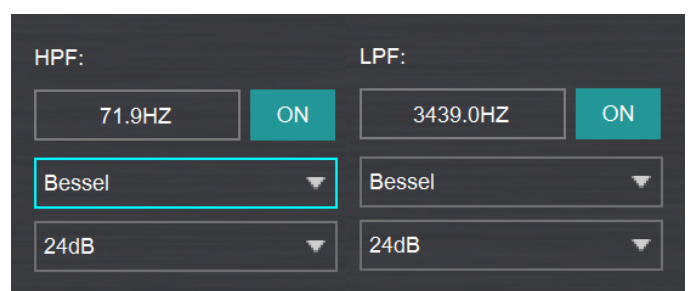 HPF:
LPF:
71.9HZ ON
3439.0HZ ON
Bessel
Bessel
24dB
24dB